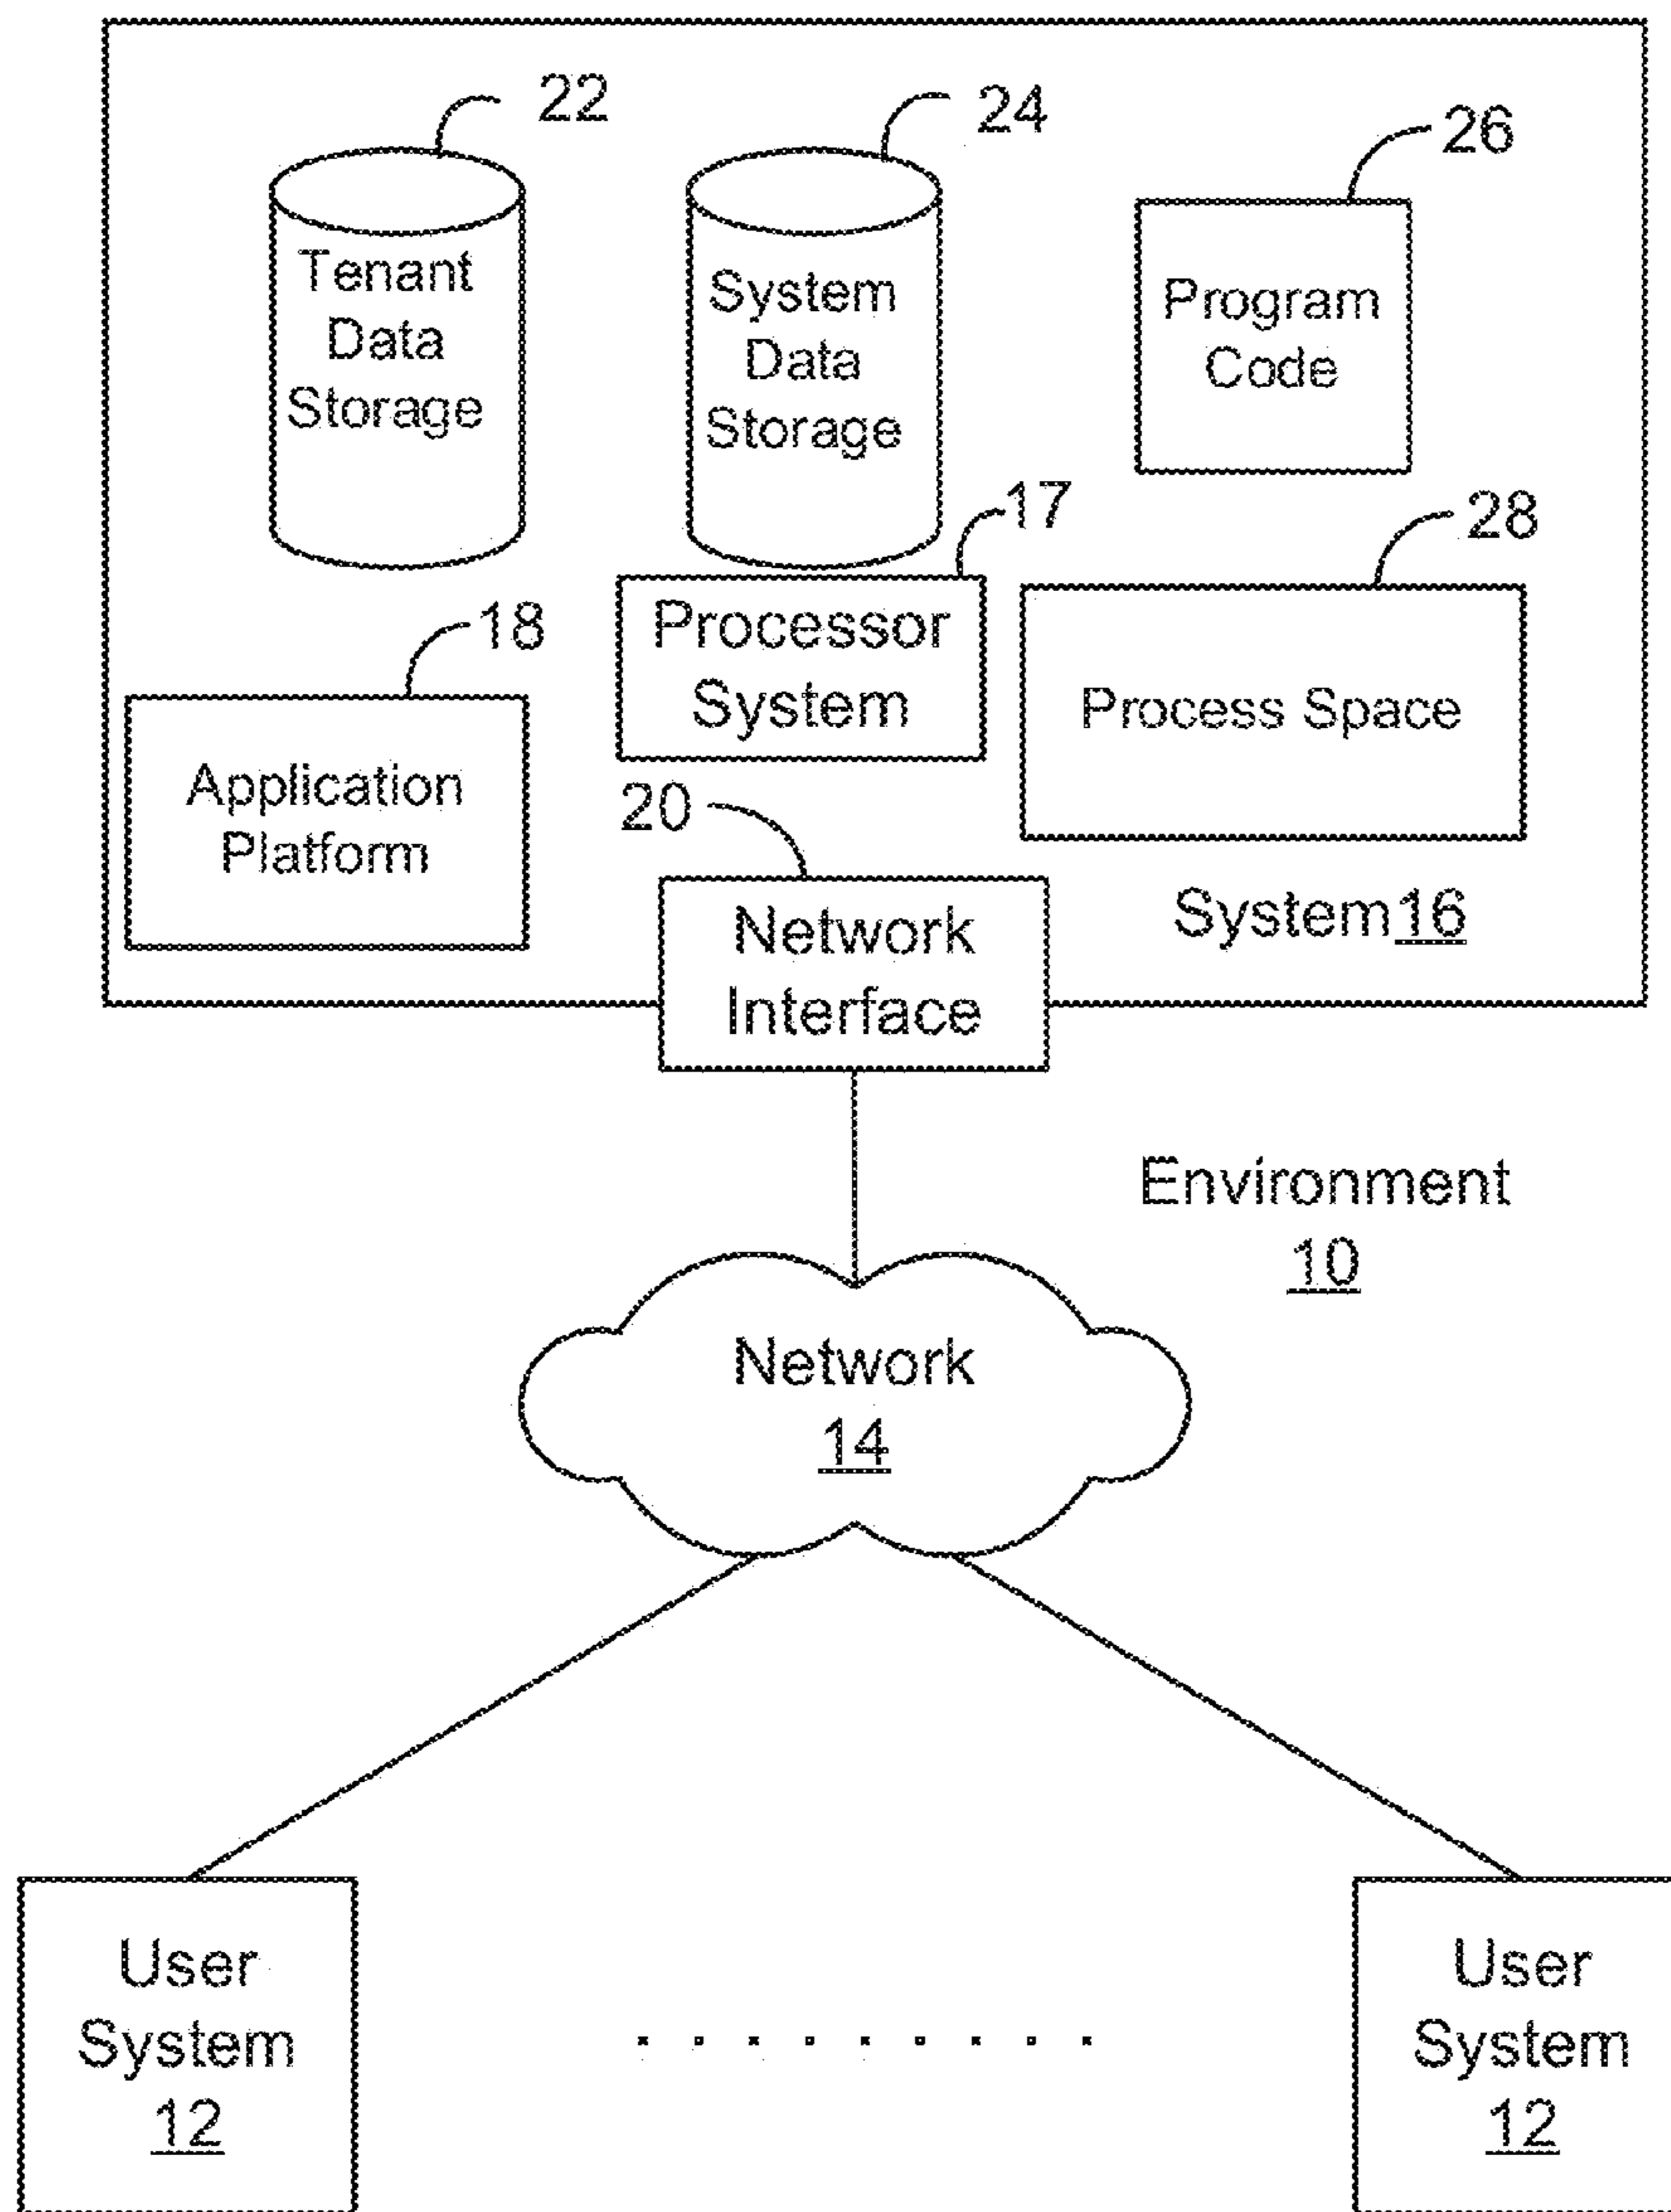 22
24
26
Tenant
Data
Storage
System
Data
Storage
Program
Code
17
28
18
Processor
System
Process Space
Application
Platform
20
Network
Interface
System16
Environment
10
Network
14
User
System
12
User
System
12